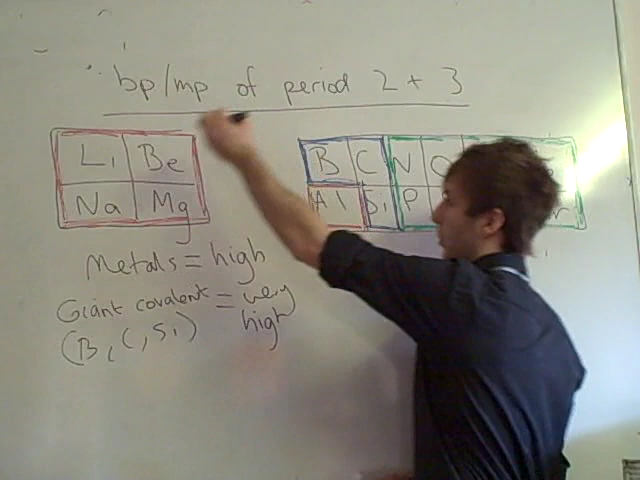 bp/mp of period 2 + 3
Li Be
B C N O
Na Mg
Al Si P
Metals = high
Giant covalent = very high
(B, C, Si)